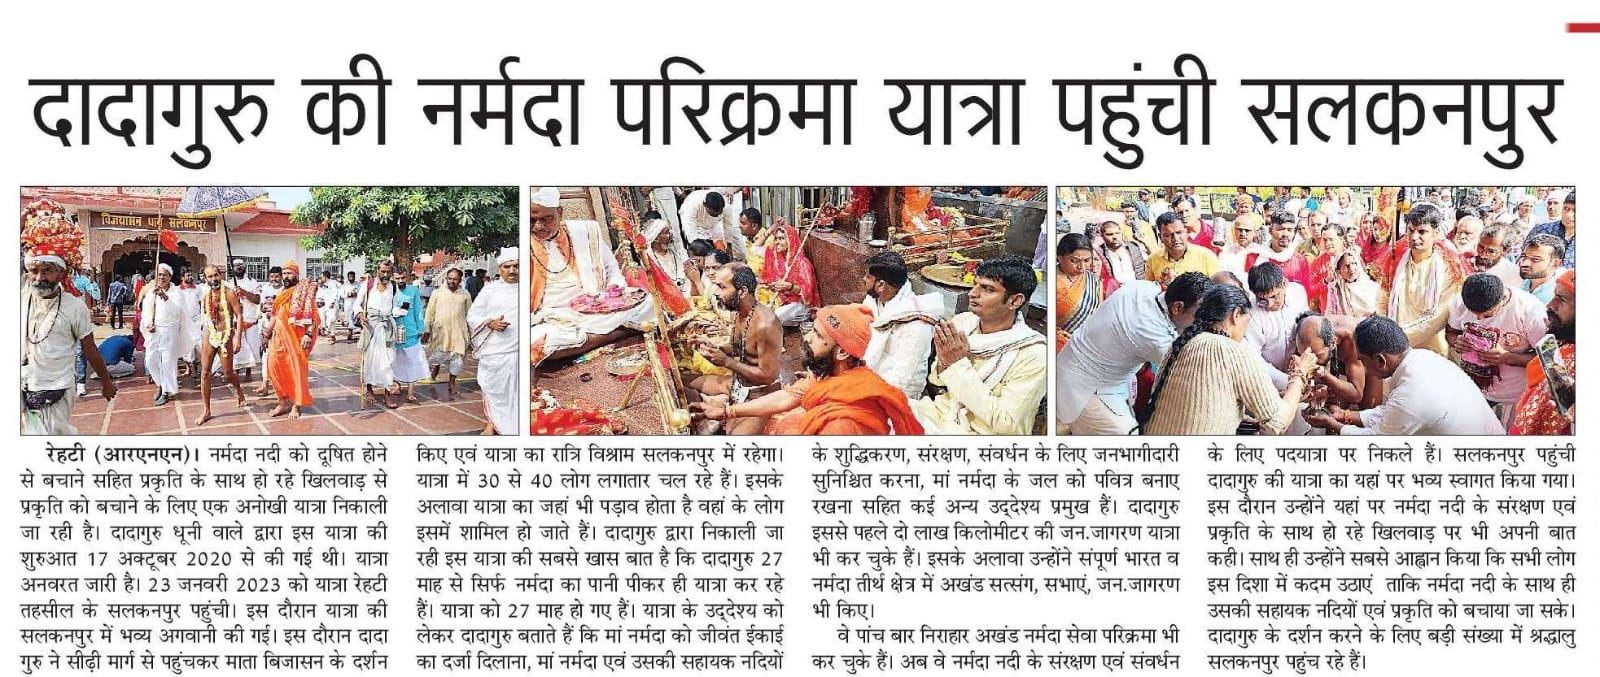 दादागुरु की नर्मदा परिक्रमा यात्रा पहुंची सलकनपुर
विजयासन धाम सलकनपुर
रेहटी (आरएनएन)। नर्मदा नदी को दूषित होने
से बचाने सहित प्रकृति के साथ हो रहे खिलवाड़ से
प्रकृति को बचाने के लिए एक अनोखी यात्रा निकाली
जा रही है। दादागुरु धूनी वाले द्वारा इस यात्रा की
शुरुआत 17 अक्टूबर 2020 से की गई थी। यात्रा
अनवरत जारी है। 23 जनवरी 2023 को यात्रा रेहटी
तहसील के सलकनपुर पहुंची। इस दौरान यात्रा की
सलकनपुर में भव्य अगवानी की गई। इस दौरान दादा
गुरु ने सीढ़ी मार्ग से पहुंचकर माता बिजासन के दर्शन
किए एवं यात्रा का रात्रि विश्राम सलकनपुर में रहेगा।
यात्रा में 30 से 40 लोग लगातार चल रहे हैं। इसके
अलावा यात्रा का जहां भी पड़ाव होता है वहां के लोग
इसमें शामिल हो जाते हैं। दादागुरु द्वारा निकाली जा
रही इस यात्रा की सबसे खास बात है कि दादागुरु 27
माह से सिर्फ नर्मदा का पानी पीकर ही यात्रा कर रहे
हैं। यात्रा को 27 माह हो गए हैं। यात्रा के उद्देश्य को
लेकर दादागुरु बताते हैं कि मां नर्मदा को जीवंत ईकाई
का दर्जा दिलाना, मां नर्मदा एवं उसकी सहायक नदियों
के शुद्धिकरण, संरक्षण, संवर्धन के लिए जनभागीदारी
सुनिश्चित करना, मां नर्मदा के जल को पवित्र बनाए
रखना सहित कई अन्य उद्देश्य प्रमुख हैं। दादागुरु
इससे पहले दो लाख किलोमीटर की जन.जागरण यात्रा
भी कर चुके हैं। इसके अलावा उन्होंने संपूर्ण भारत व
नर्मदा तीर्थ क्षेत्र में अखंड सत्संग, सभाएं, जन.जागरण
भी किए।
वे पांच बार निराहार अखंड नर्मदा सेवा परिक्रमा भी
कर चुके हैं। अब वे नर्मदा नदी के संरक्षण एवं संवर्धन
के लिए पदयात्रा पर निकले हैं। सलकनपुर पहुंची
दादागुरु की यात्रा का यहां पर भव्य स्वागत किया गया।
इस दौरान उन्होंने यहां पर नर्मदा नदी के संरक्षण एवं
प्रकृति के साथ हो रहे खिलवाड़ पर भी अपनी बात
कही। साथ ही उन्होंने सबसे आह्वान किया कि सभी लोग
इस दिशा में कदम उठाएं ताकि नर्मदा नदी के साथ ही
उसकी सहायक नदियों एवं प्रकृति को बचाया जा सके।
दादागुरु के दर्शन करने के लिए बड़ी संख्या में श्रद्धालु
सलकनपुर पहुंच रहे हैं।